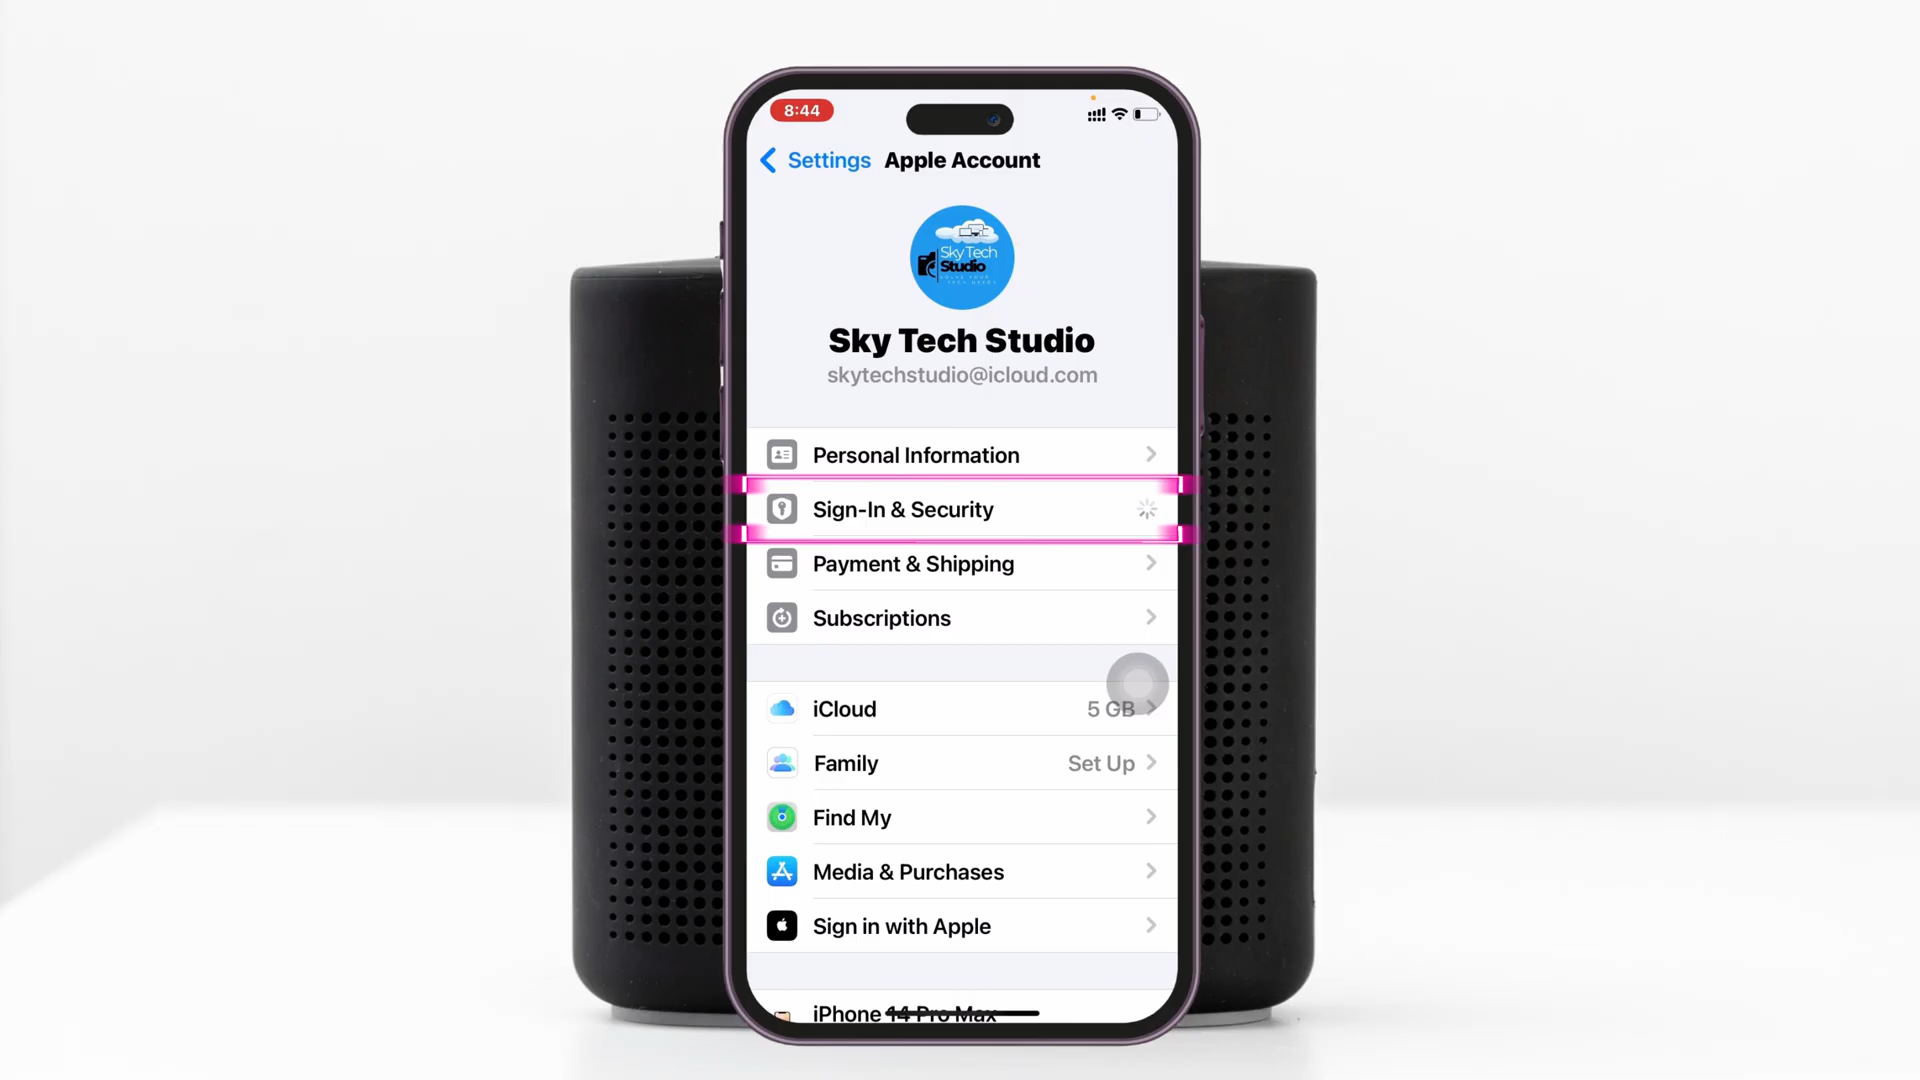 8:44
Settings Apple Account
Sky Tech
Studio
Sky Tech Studio
skytechstudio@icloud.com
Personal Information
Sign-In & Security
Payment & Shipping
Subscriptions
iCloud 5 GB
Family Set Up
Find My
Media & Purchases
Sign in with Apple
iPhone 14 Pro Max